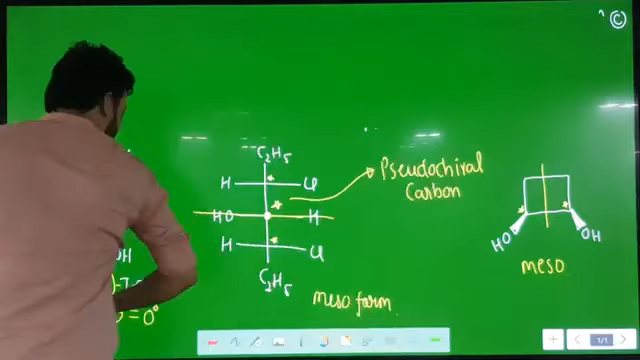 C
C₂H₅
H Cl
Pseudochiral
Carbon
HO H
H Cl
C₂H₅
meso form
HO OH
meso
OH
= 0°
1/1